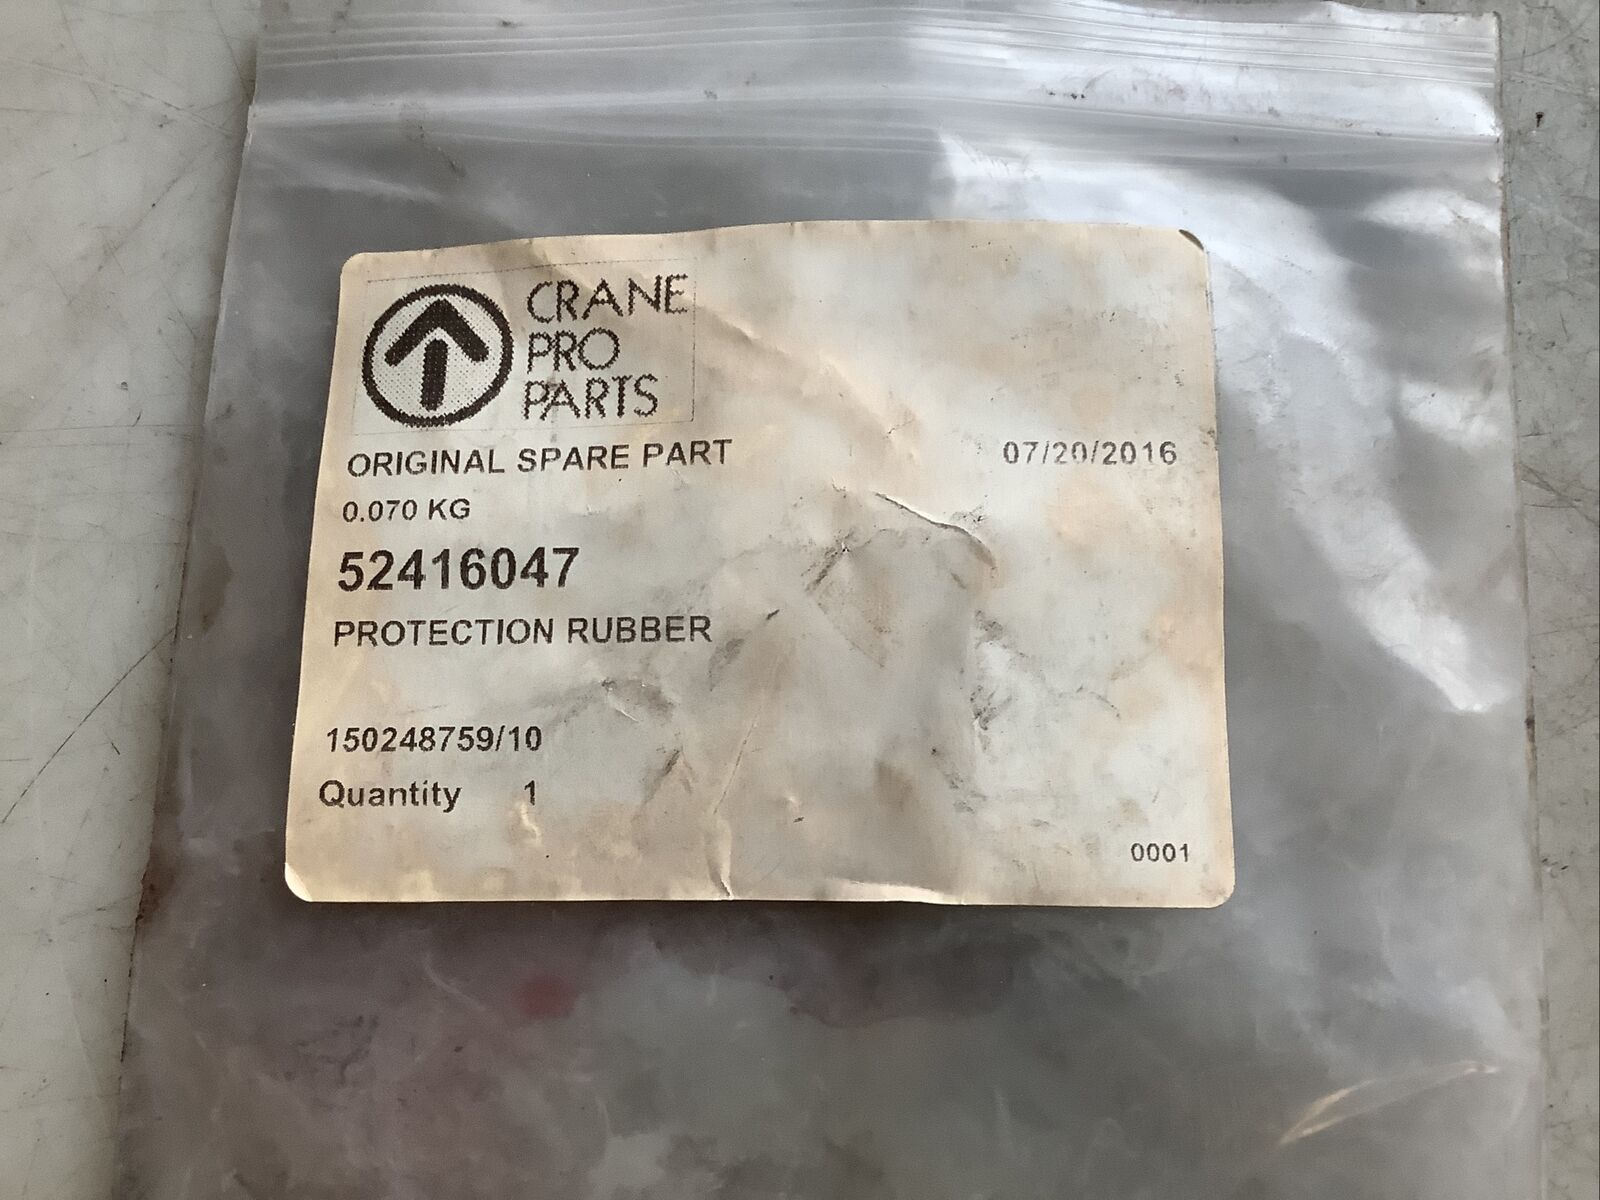 CRANE
PRO
PARTS
ORIGINAL SPARE PART
07/20/2016
0.070 KG
52416047
PROTECTION RUBBER
150248759/10
Quantity 1
0001